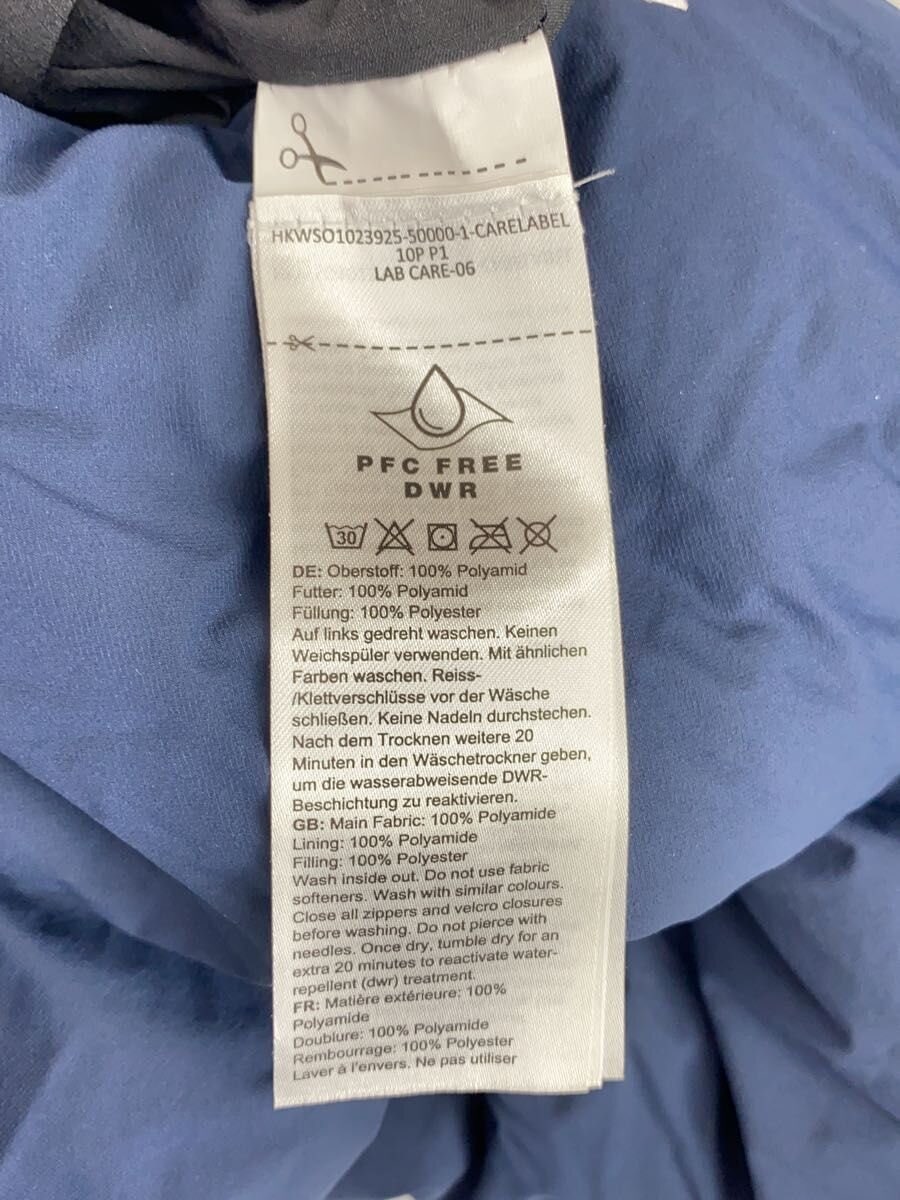 HKWSO1023925-50000-1-CARELABEL
10P P1
LAB CARE-06
PFC FREE
DWR
30
DE: Oberstoff: 100% Polyamid
Futter: 100% Polyamid
Füllung: 100% Polyester
Auf links gedreht waschen. Keinen
Weichspüler verwenden. Mit ähnlichen
Farben waschen. Reiss-
/Klettverschlüsse vor der Wäsche
schließen. Keine Nadeln durchstechen.
Nach dem Trocknen weitere 20
Minuten in den Wäschetrockner geben,
um die wasserabweisende DWR-
Beschichtung zu reaktivieren.
GB: Main Fabric: 100% Polyamide
Lining: 100% Polyamide
Filling: 100% Polyester
Wash inside out. Do not use fabric
softeners. Wash with similar colours.
Close all zippers and velcro closures
before washing. Do not pierce with
needles. Once dry, tumble dry for an
extra 20 minutes to reactivate water-
repellent (dwr) treatment.
FR: Matière extérieure: 100%
Polyamide
Doublure: 100% Polyamide
Rembourrage: 100% Polyester
Laver à l'envers. Ne pas utiliser